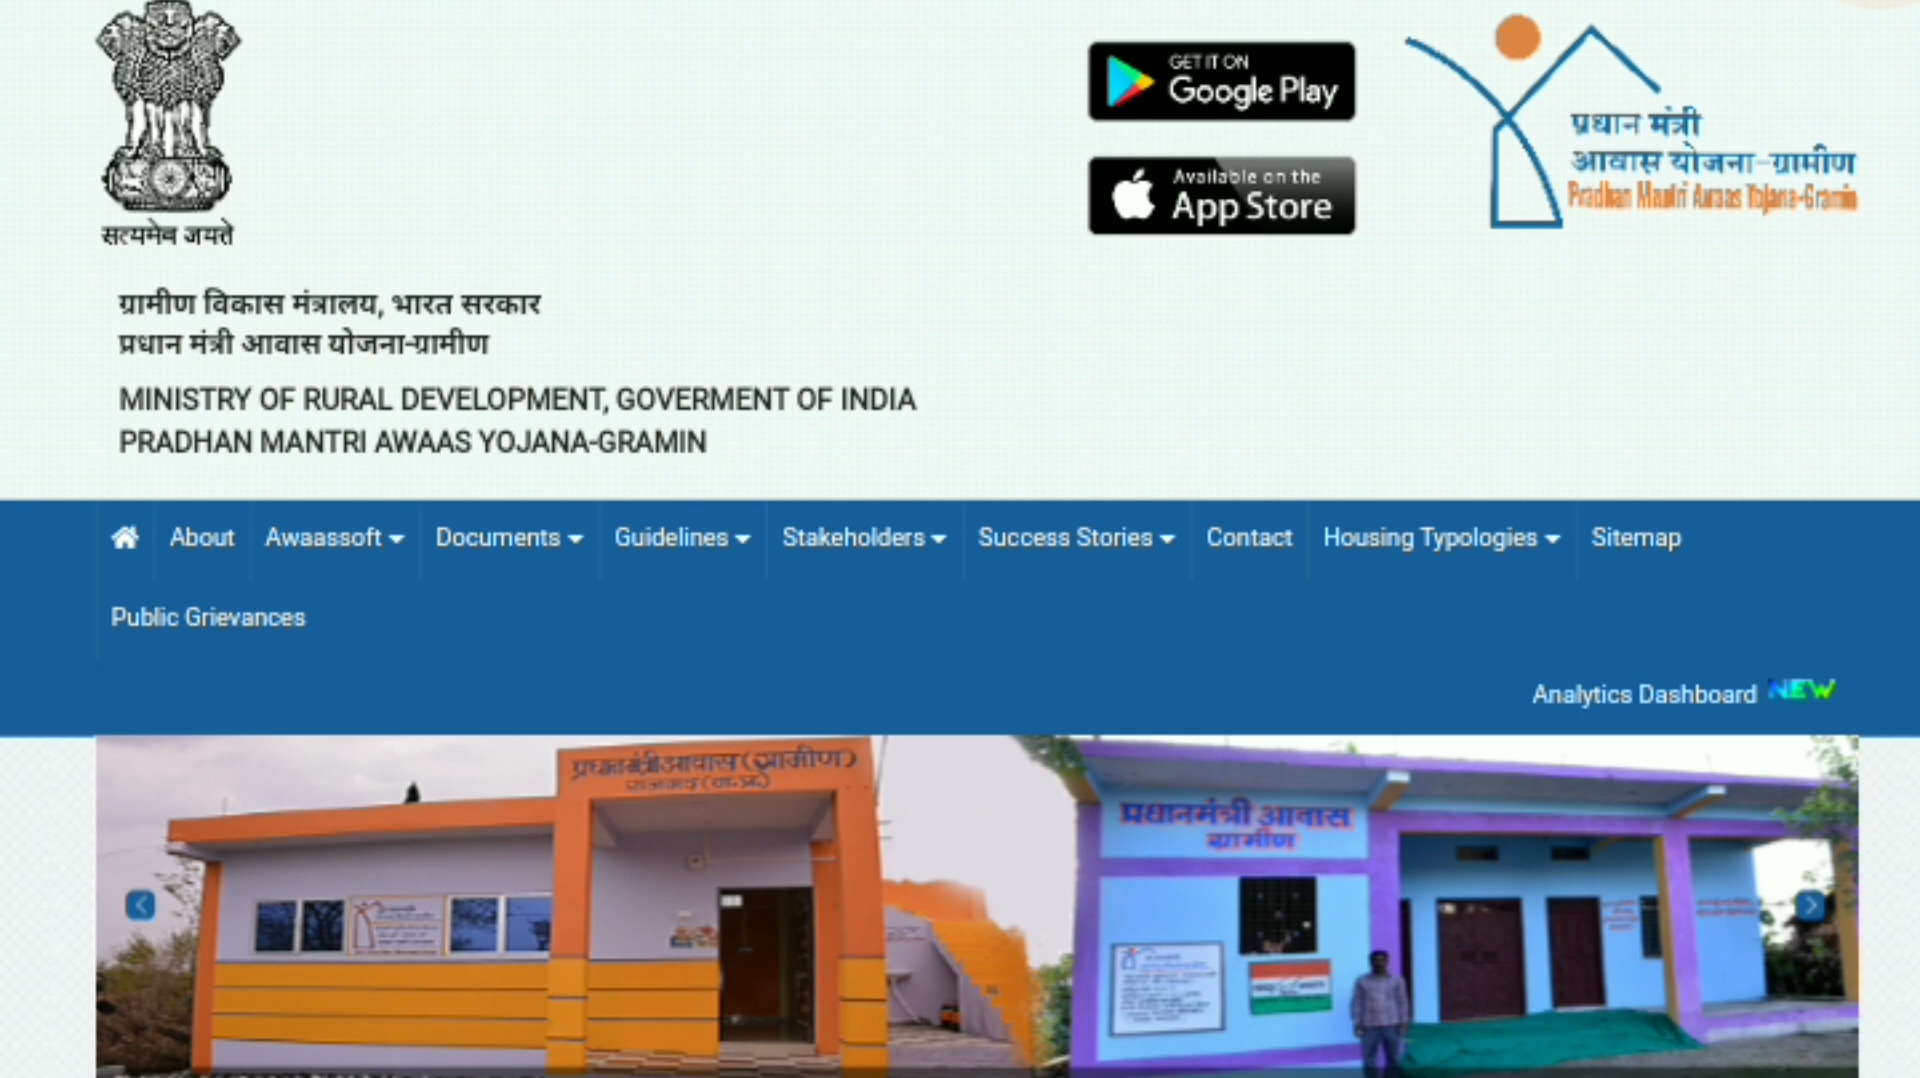 सत्यमेव जयते
GET IT ON
Google Play
Available on the
App Store
प्रधान मंत्री
आवास योजना-ग्रामीण
Pradhan Mantri Awaas Yojana-Gramin
ग्रामीण विकास मंत्रालय, भारत सरकार
प्रधान मंत्री आवास योजना-ग्रामीण
MINISTRY OF RURAL DEVELOPMENT, GOVERMENT OF INDIA
PRADHAN MANTRI AWAAS YOJANA-GRAMIN
About Awaassoft Documents Guidelines Stakeholders Success Stories Contact Housing Typologies Sitemap
Public Grievances
Analytics Dashboard NEW
प्रधानमंत्री आवास (ग्रामीण)
प्रधानमंत्री आवास
ग्रामीण